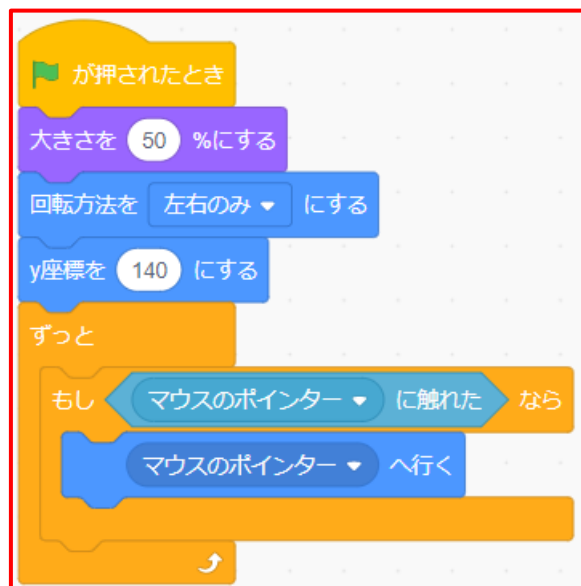 が押されたとき
大きさを 50 %にする
回転方法を 左右のみ にする
y座標を 140 にする
ずっと
もし マウスのポインター に触れた なら
マウスのポインター へ行く